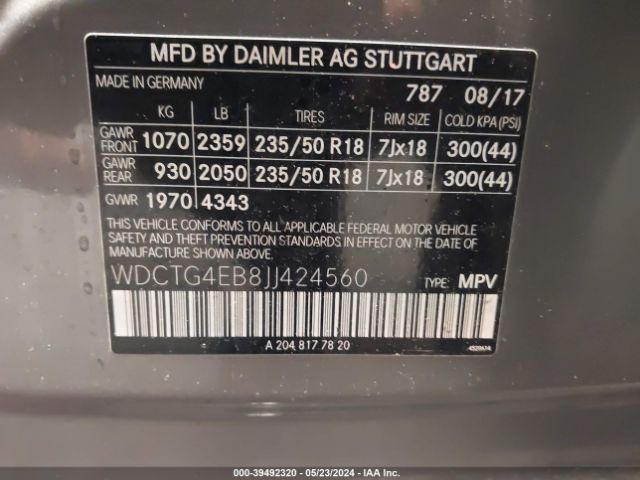 MFD BY DAIMLER AG STUTTGART
MADE IN GERMANY 787 08/17
KG LB TIRES RIM SIZE COLD KPA (PSI)
GAWR FRONT 1070 2359 235/50 R18 7Jx18 300(44)
GAWR REAR 930 2050 235/50 R18 7Jx18 300(44)
GVWR 1970 4343
THIS VEHICLE CONFORMS TO ALL APPLICABLE FEDERAL MOTOR VEHICLE
SAFETY AND THEFT PREVENTION STANDARDS IN EFFECT ON THE DATE OF
MANUFACTURE SHOWN ABOVE.
WDCTG4EB8JJ424560 TYPE: MPV
A 204 817 78 20
000-39492320 - 05/23/2024 - IAA Inc.